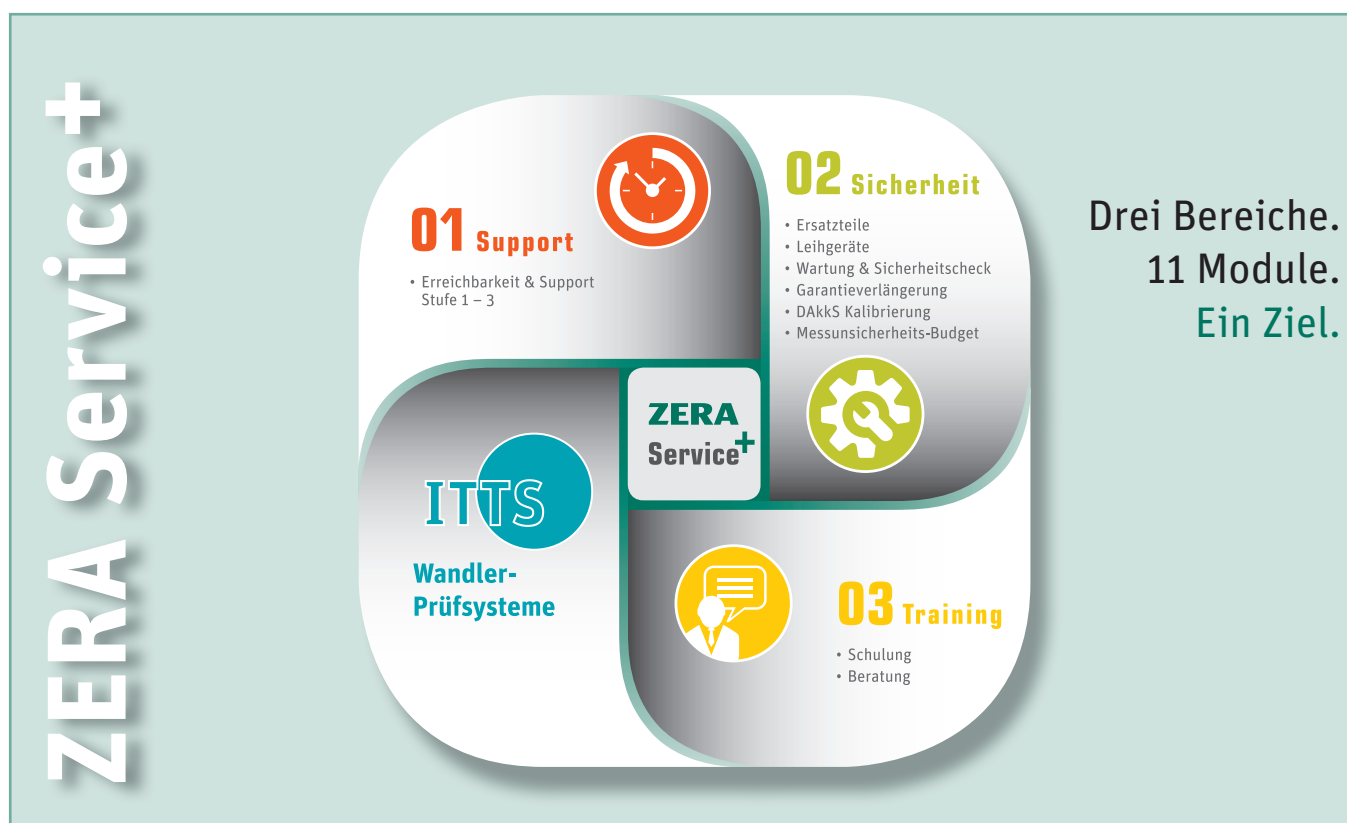 ZERA Service+
01 Support
• Erreichbarkeit & Support
Stufe 1 – 3
02 Sicherheit
• Ersatzteile
• Leihgeräte
• Wartung & Sicherheitscheck
• Garantieverlängerung
• DAkkS Kalibrierung
• Messunsicherheits-Budget
Drei Bereiche.
11 Module.
Ein Ziel.
ZERA
Service+
ITTS
Wandler-
Prüfsysteme
03 Training
• Schulung
• Beratung